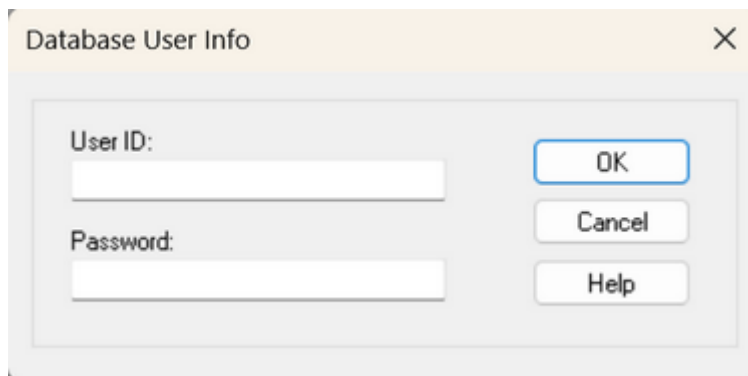 Database User Info
User ID:
OK
Cancel
Password:
Help